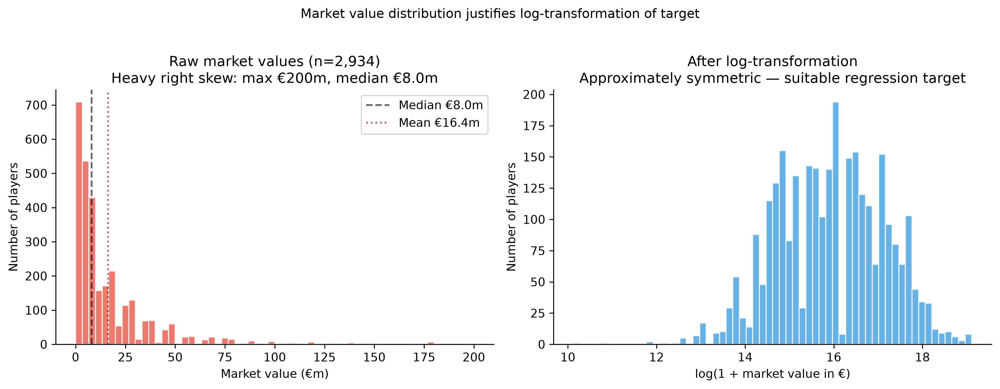 Market value distribution justifies log-transformation of target
Raw market values (n=2,934)
Heavy right skew: max €200m, median €8.0m
Number of players
700
600
500
400
300
200
100
0
Median €8.0m
Mean €16.4m
0 25 50 75 100 125 150 175 200
Market value (€m)
After log-transformation
Approximately symmetric — suitable regression target
Number of players
200
175
150
125
100
75
50
25
0
10 12 14 16 18
log(1 + market value in €)